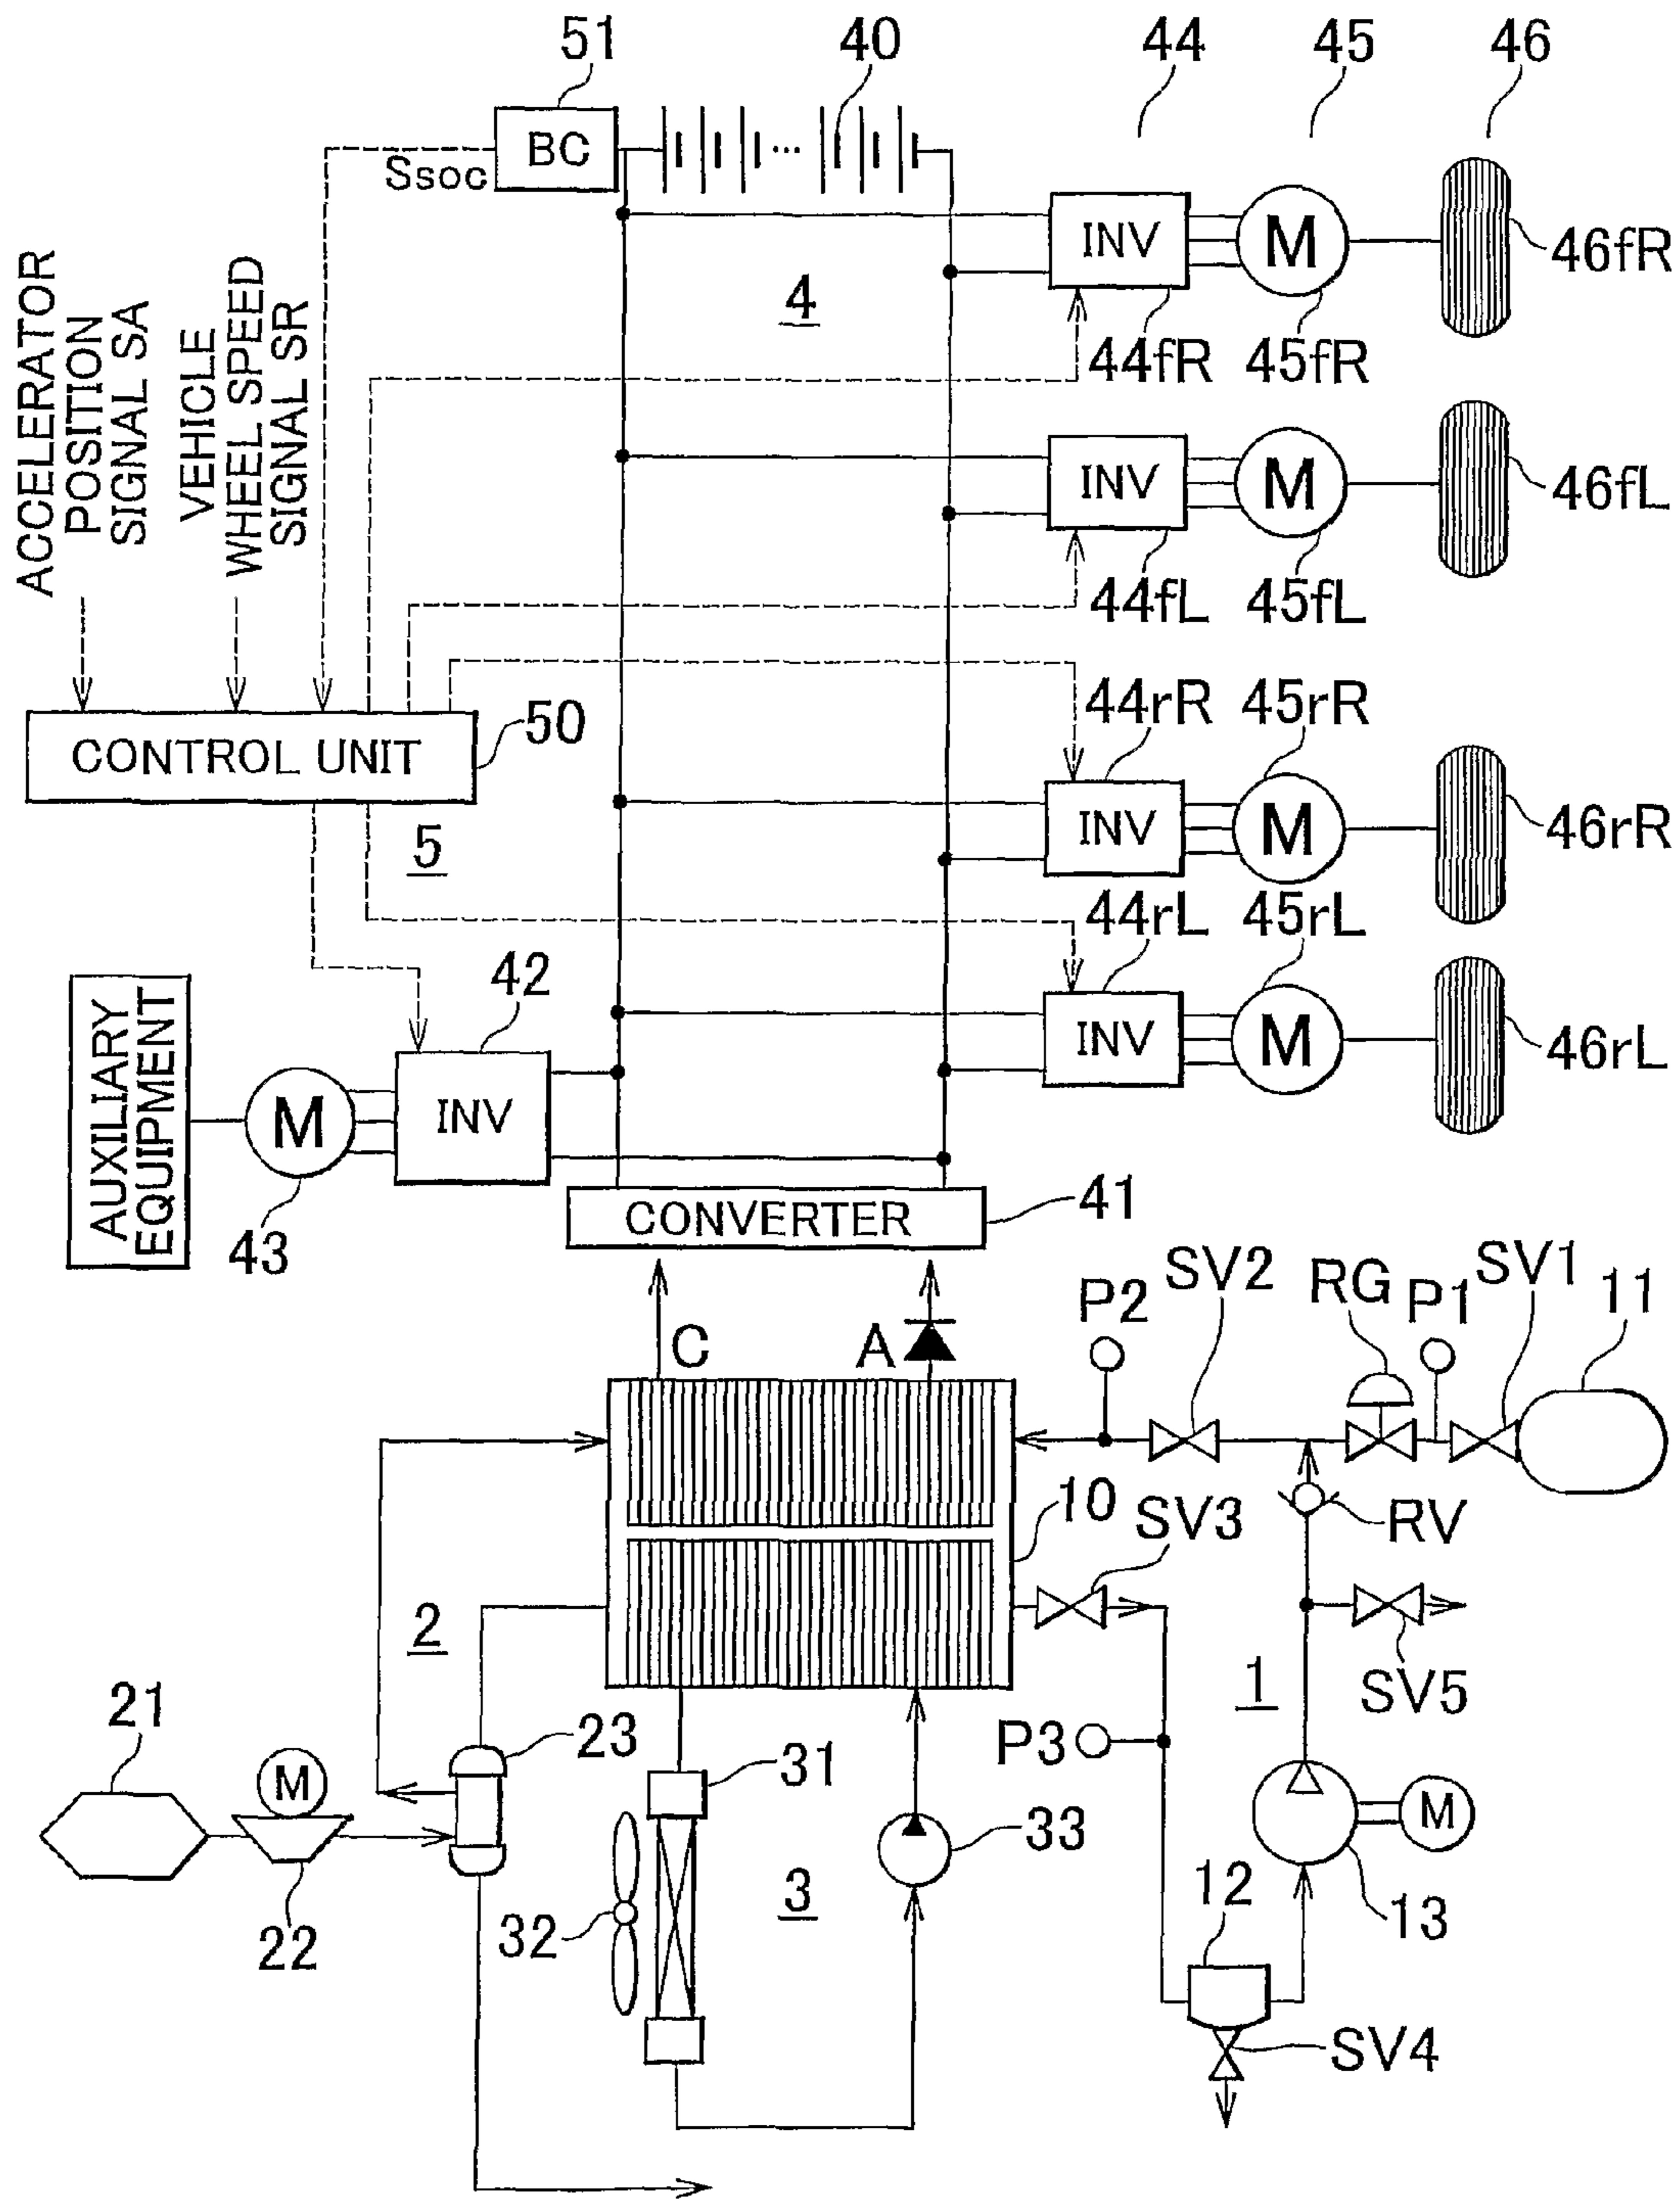 51
40
44
45
46
BC
Ssoc
INV
M
46fR
44fR
45fR
4
ACCELERATOR
POSITION
SIGNAL SA
VEHICLE
WHEEL SPEED
SIGNAL SR
INV
M
46fL
44fL
45fL
CONTROL UNIT
50
5
44rR
45rR
INV
M
46rR
44rL
45rL
INV
M
46rL
AUXILIARY
EQUIPMENT
M
43
42
INV
CONVERTER
41
C
A
P2
SV2
RG
P1
SV1
11
10
SV3
RV
2
1
SV5
21
M
22
23
31
P3
32
3
33
M
12
13
SV4